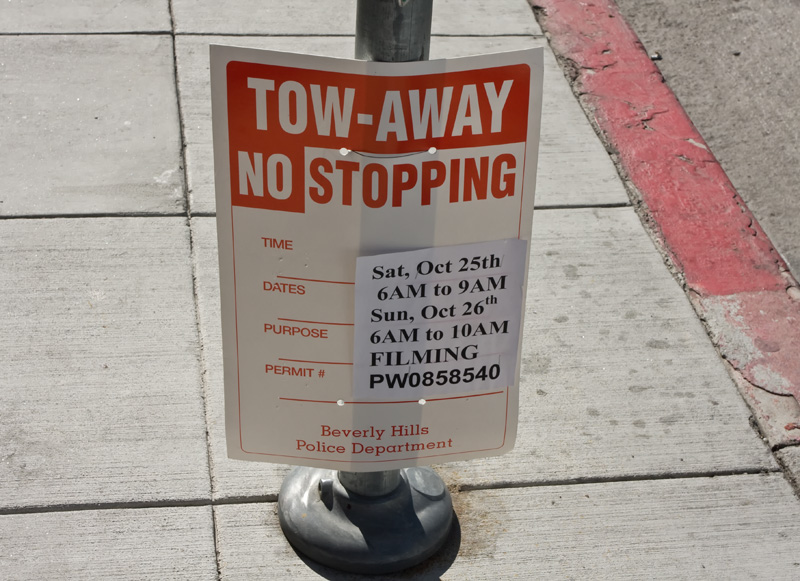 TOW-AWAY
NO STOPPING
TIME
DATES
PURPOSE
PERMIT #
Sat, Oct 25th
6AM to 9AM
Sun, Oct 26th
6AM to 10AM
FILMING
PW0858540
Beverly Hills
Police Department